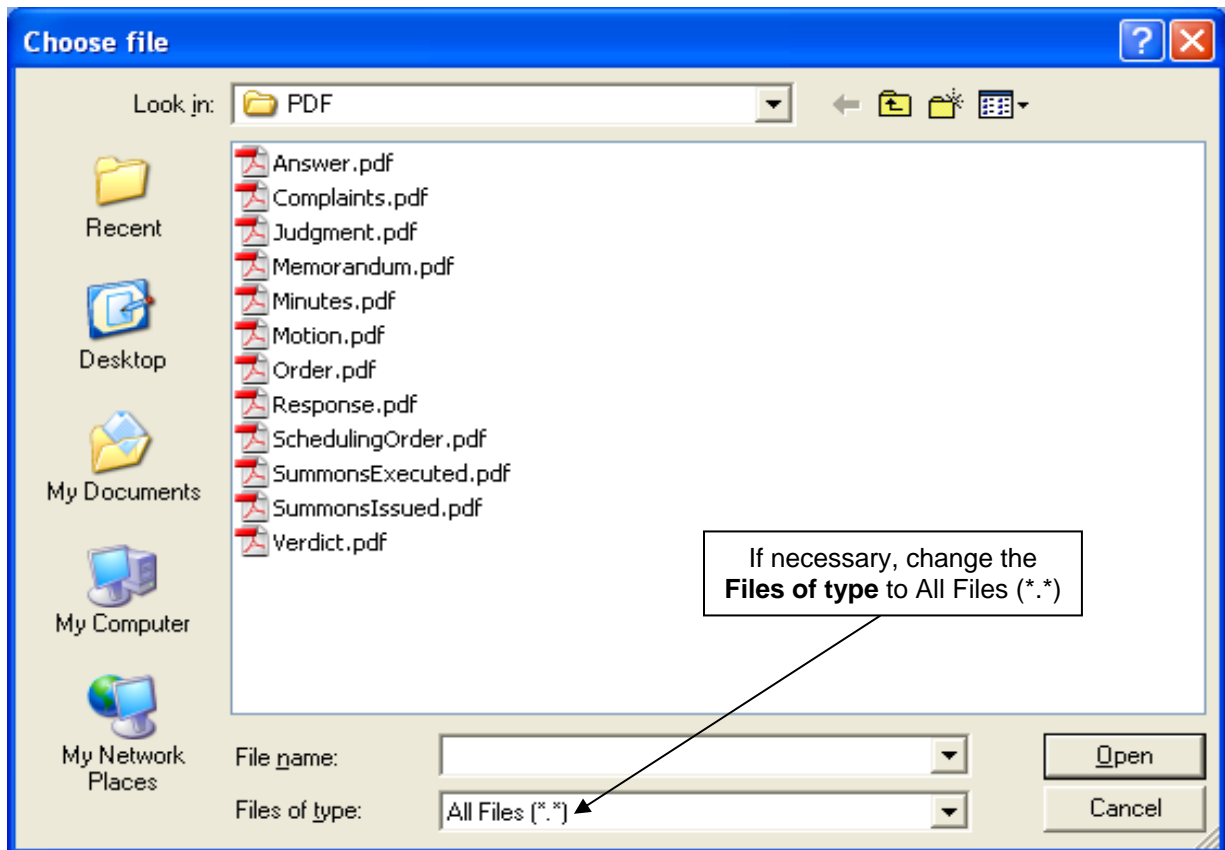 Choose file
Look in:
PDF
Recent
Desktop
My Documents
My Computer
My Network
Places
Answer.pdf
Complaints.pdf
Judgment.pdf
Memorandum.pdf
Minutes.pdf
Motion.pdf
Order.pdf
Response.pdf
SchedulingOrder.pdf
SummonsExecuted.pdf
SummonsIssued.pdf
Verdict.pdf
If necessary, change the
Files of type to All Files (*.*)
File name:
Open
Files of type:
All Files (*.*)
Cancel